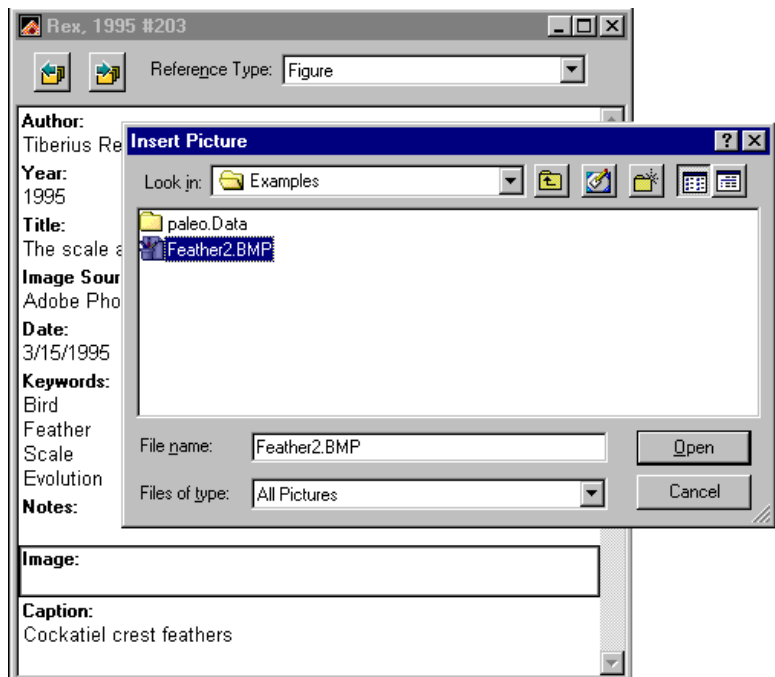 Rex, 1995 #203
Reference Type: Figure
Author:
Tiberius Re
Year:
1995
Title:
The scale a
Image Sour
Adobe Pho
Date:
3/15/1995
Keywords:
Bird
Feather
Scale
Evolution
Notes:
Image:
Caption:
Cockatiel crest feathers
Insert Picture
Look in: Examples
paleo.Data
Feather2.BMP
File name: Feather2.BMP
Open
Files of type: All Pictures
Cancel